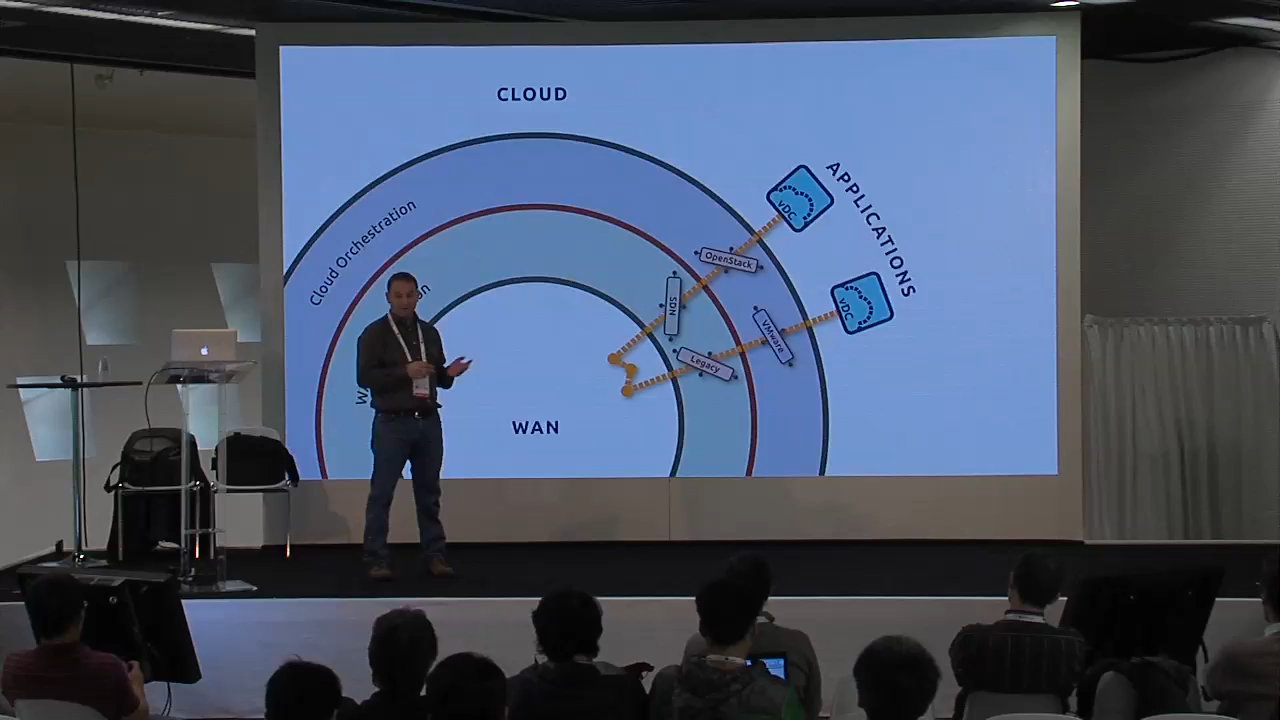 CLOUD
APPLICATIONS
Cloud Orchestration
vDC
OpenStack
SDN
vDC
VMware
Legacy
WAN